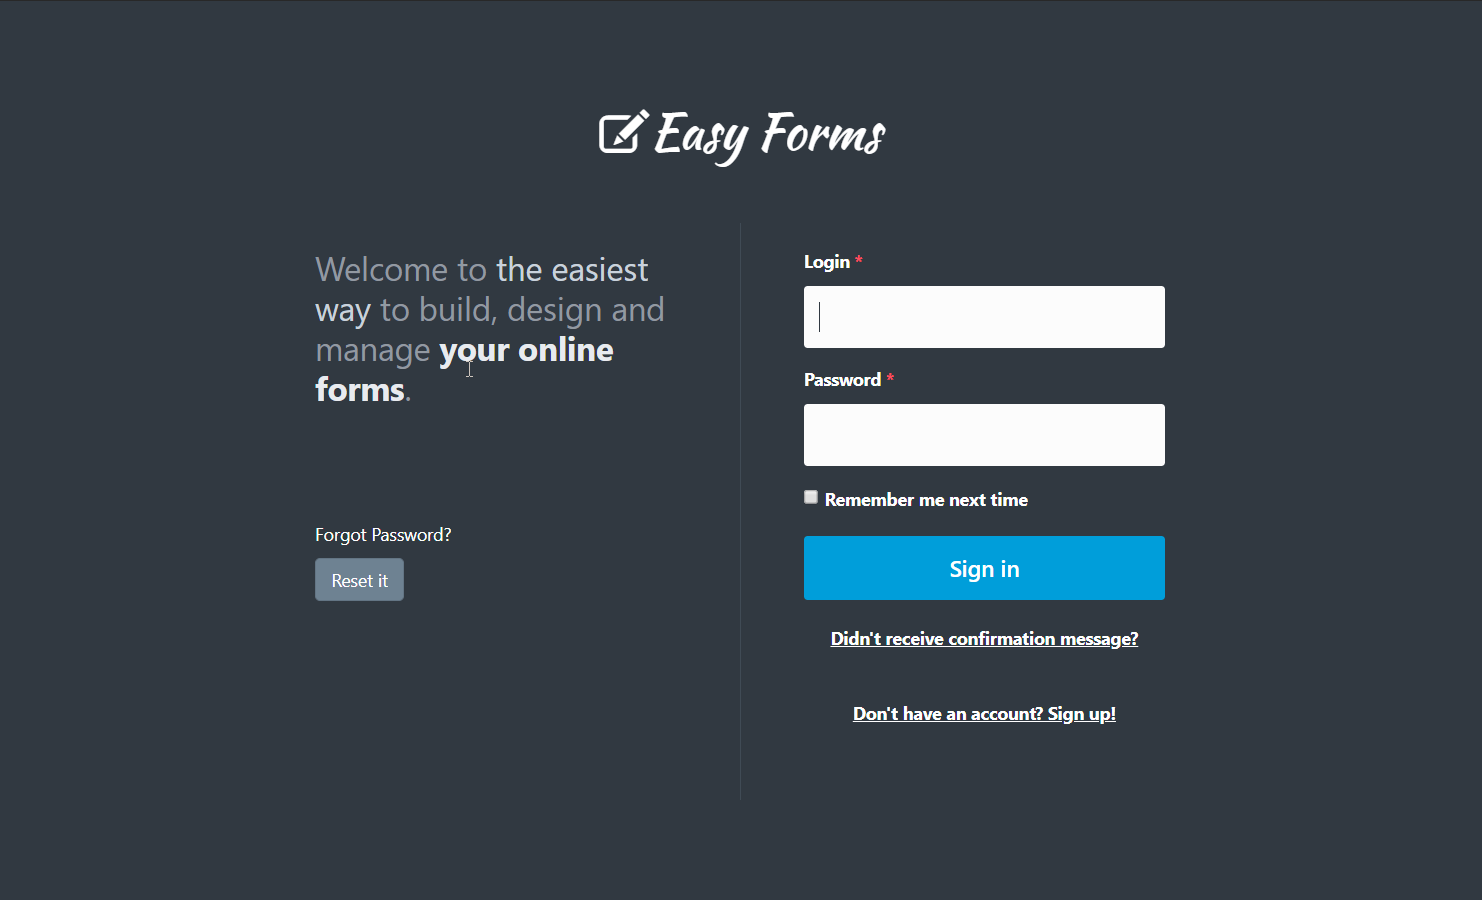 Easy Forms
Welcome to the easiest
way to build, design and
manage your online
forms.
Forgot Password?
Reset it
Login *
Password *
Remember me next time
Sign in
Didn't receive confirmation message?
Don't have an account? Sign up!